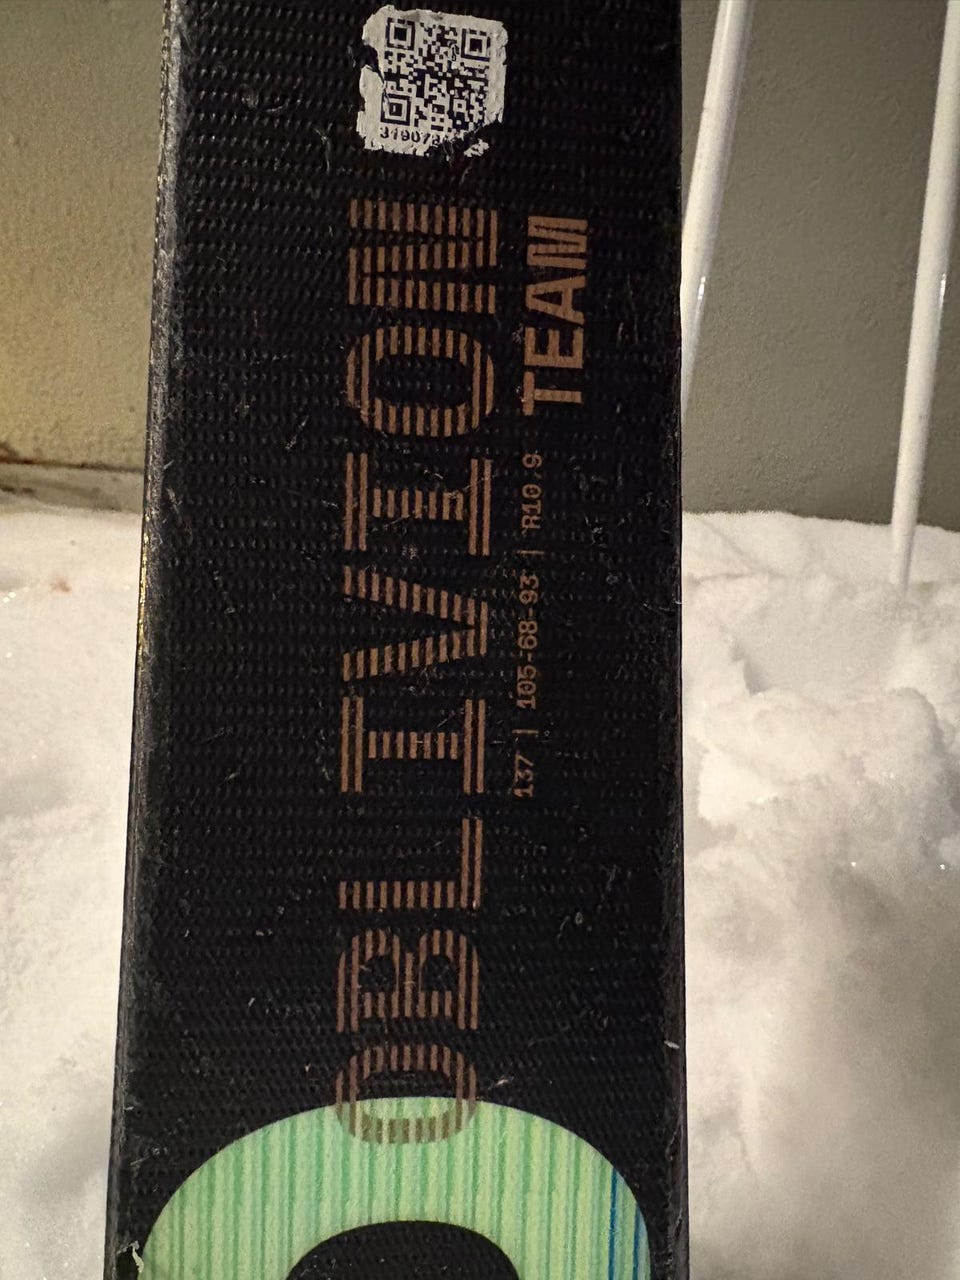 OBLIVION
TEAM
137 | 105-68-93 | R10.9